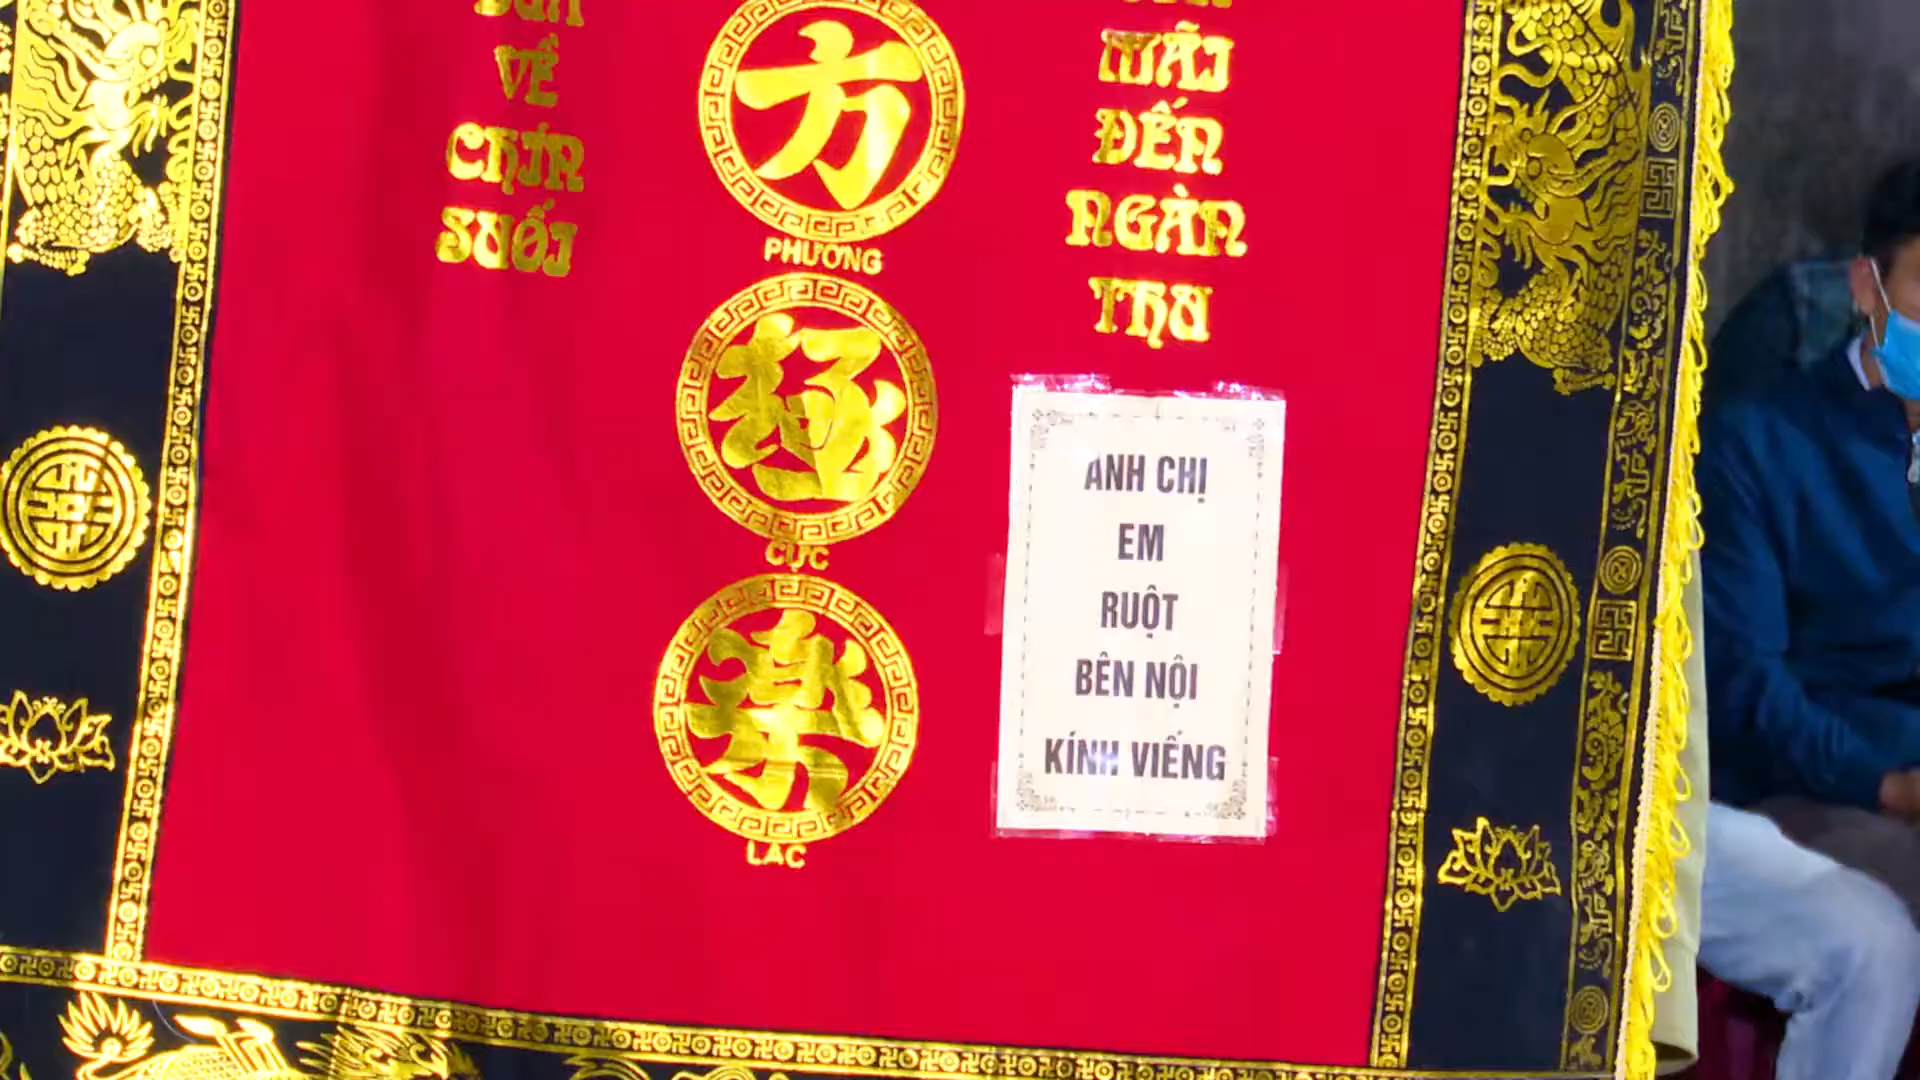 VỀ
CHÍN
SUỐI
方
PHƯƠNG
極
CỰC
楽
LẠC
MÃI
ĐẾN
NGÀN
THU
ANH CHỊ
EM
RUỘT
BÊN NỘI
KÍNH VIẾNG